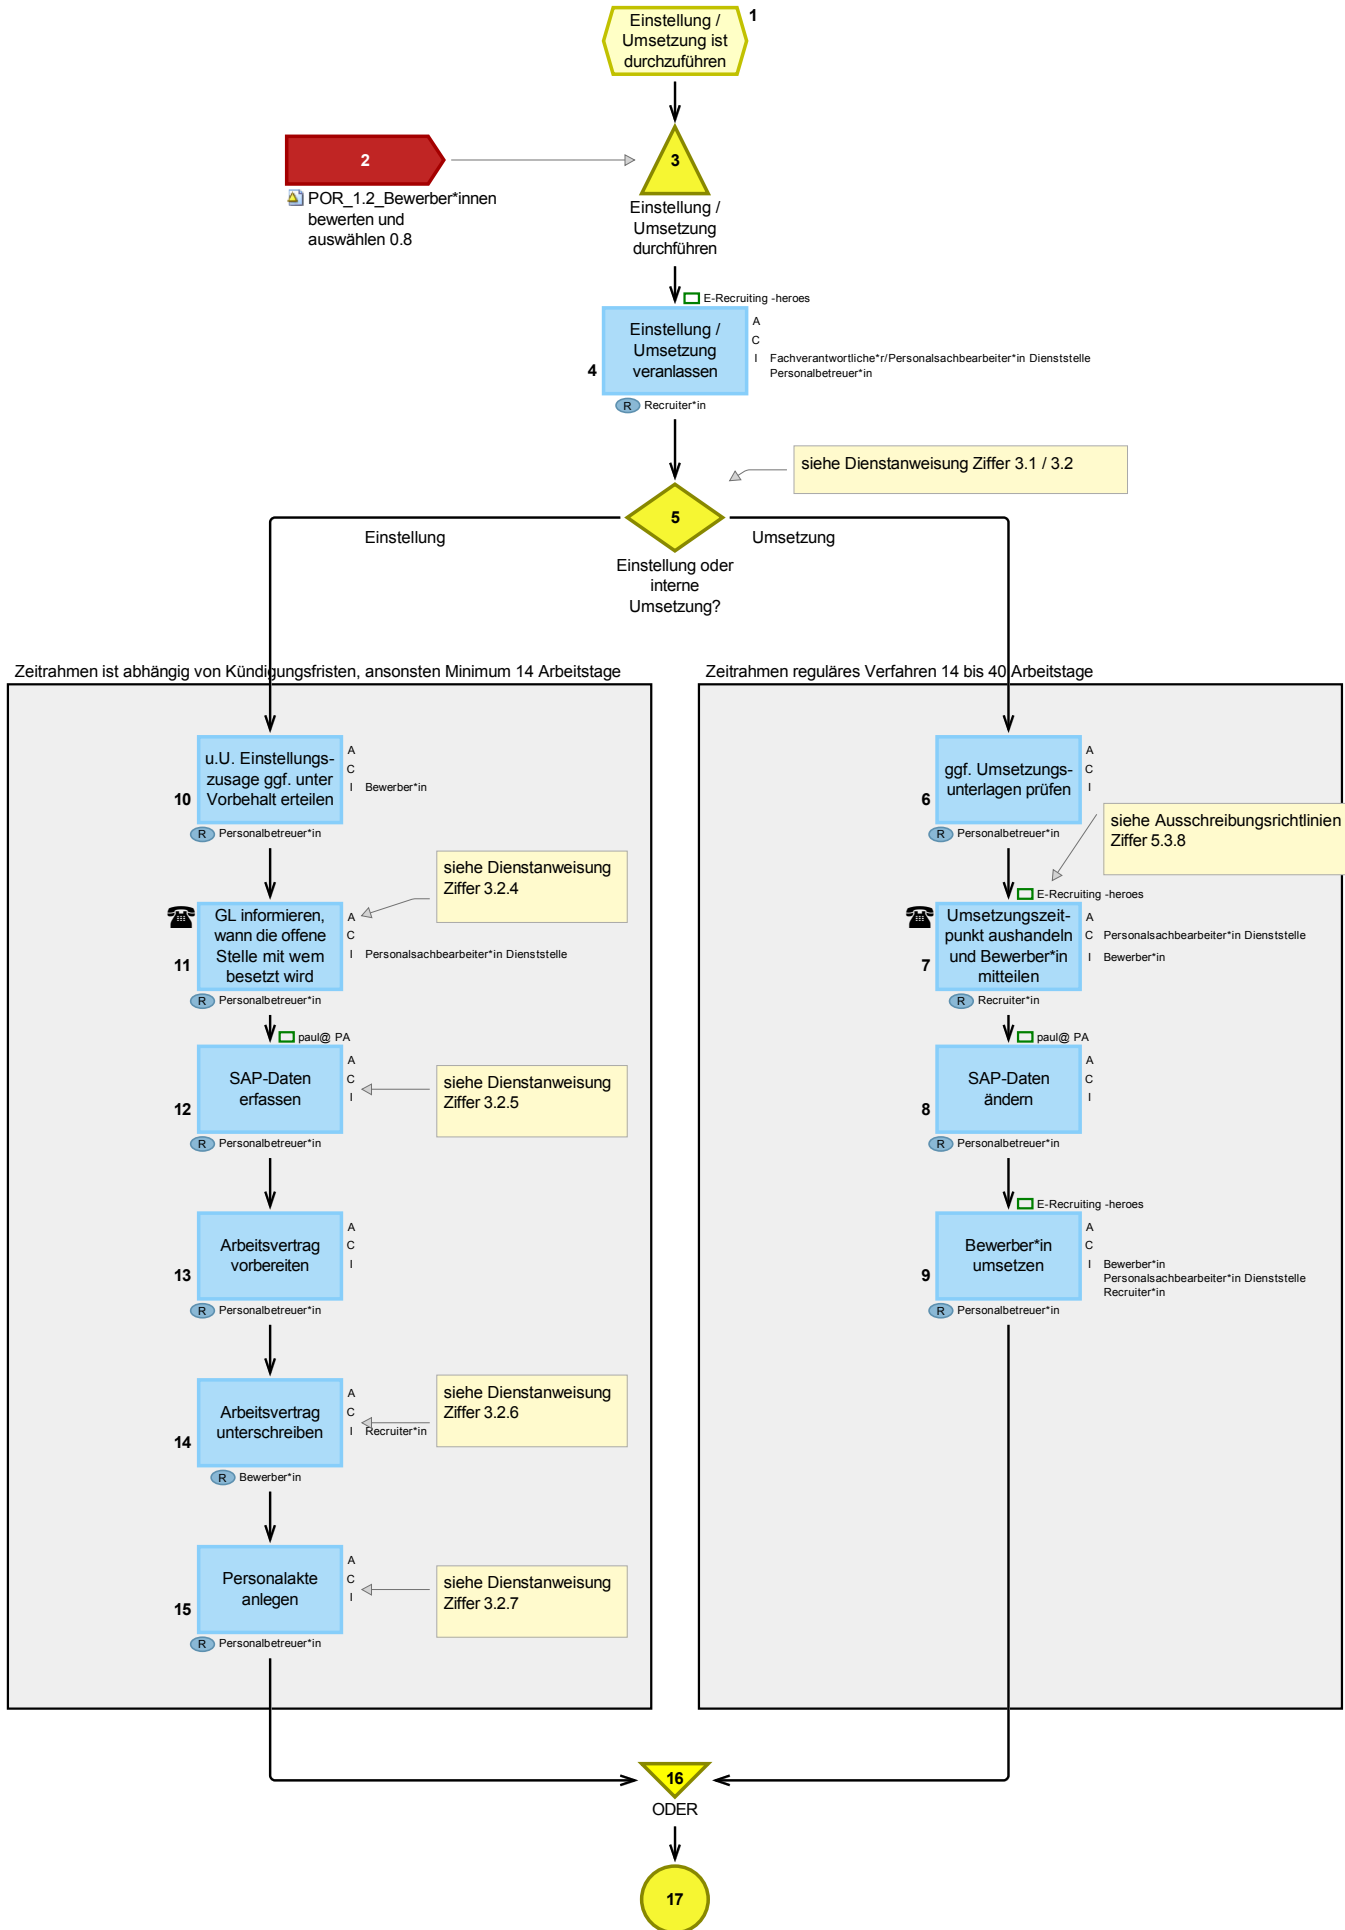 Einstellung /
Umsetzung ist
durchzuführen
1
2
POR_1.2_Bewerber*innen
bewerten und
auswählen 0.8
3
Einstellung /
Umsetzung
durchführen
E-Recruiting -heroes
Einstellung /
Umsetzung
veranlassen
4
A
C
I Fachverantwortliche*r/Personalsachbearbeiter*in Dienststelle
Personalbetreuer*in
R Recruiter*in
siehe Dienstanweisung Ziffer 3.1 / 3.2
5
Einstellung
Umsetzung
Einstellung oder
interne
Umsetzung?
Zeitrahmen ist abhängig von Kündigungsfristen, ansonsten Minimum 14 Arbeitstage
u.U. Einstellungs-
zusage ggf. unter
Vorbehalt erteilen
10
A
C
I Bewerber*in
R Personalbetreuer*in
siehe Dienstanweisung
Ziffer 3.2.4
GL informieren,
wann die offene
Stelle mit wem
besetzt wird
11
A
C
I Personalsachbearbeiter*in Dienststelle
R Personalbetreuer*in
paul@ PA
SAP-Daten
erfassen
12
A
C
I
siehe Dienstanweisung
Ziffer 3.2.5
R Personalbetreuer*in
Arbeitsvertrag
vorbereiten
13
A
C
I
R Personalbetreuer*in
Arbeitsvertrag
unterschreiben
14
A
C
I Recruiter*in
siehe Dienstanweisung
Ziffer 3.2.6
R Bewerber*in
Personalakte
anlegen
15
A
C
I
siehe Dienstanweisung
Ziffer 3.2.7
R Personalbetreuer*in
Zeitrahmen reguläres Verfahren 14 bis 40 Arbeitstage
ggf. Umsetzungs-
unterlagen prüfen
6
A
C
I
R Personalbetreuer*in
siehe Ausschreibungsrichtlinien
Ziffer 5.3.8
E-Recruiting -heroes
Umsetzungszeit-
punkt aushandeln
und Bewerber*in
mitteilen
7
A
C Personalsachbearbeiter*in Dienststelle
I Bewerber*in
R Recruiter*in
paul@ PA
SAP-Daten
ändern
8
A
C
I
R Personalbetreuer*in
E-Recruiting -heroes
Bewerber*in
umsetzen
9
A
C
I Bewerber*in
Personalsachbearbeiter*in Dienststelle
Recruiter*in
R Personalbetreuer*in
16
ODER
17